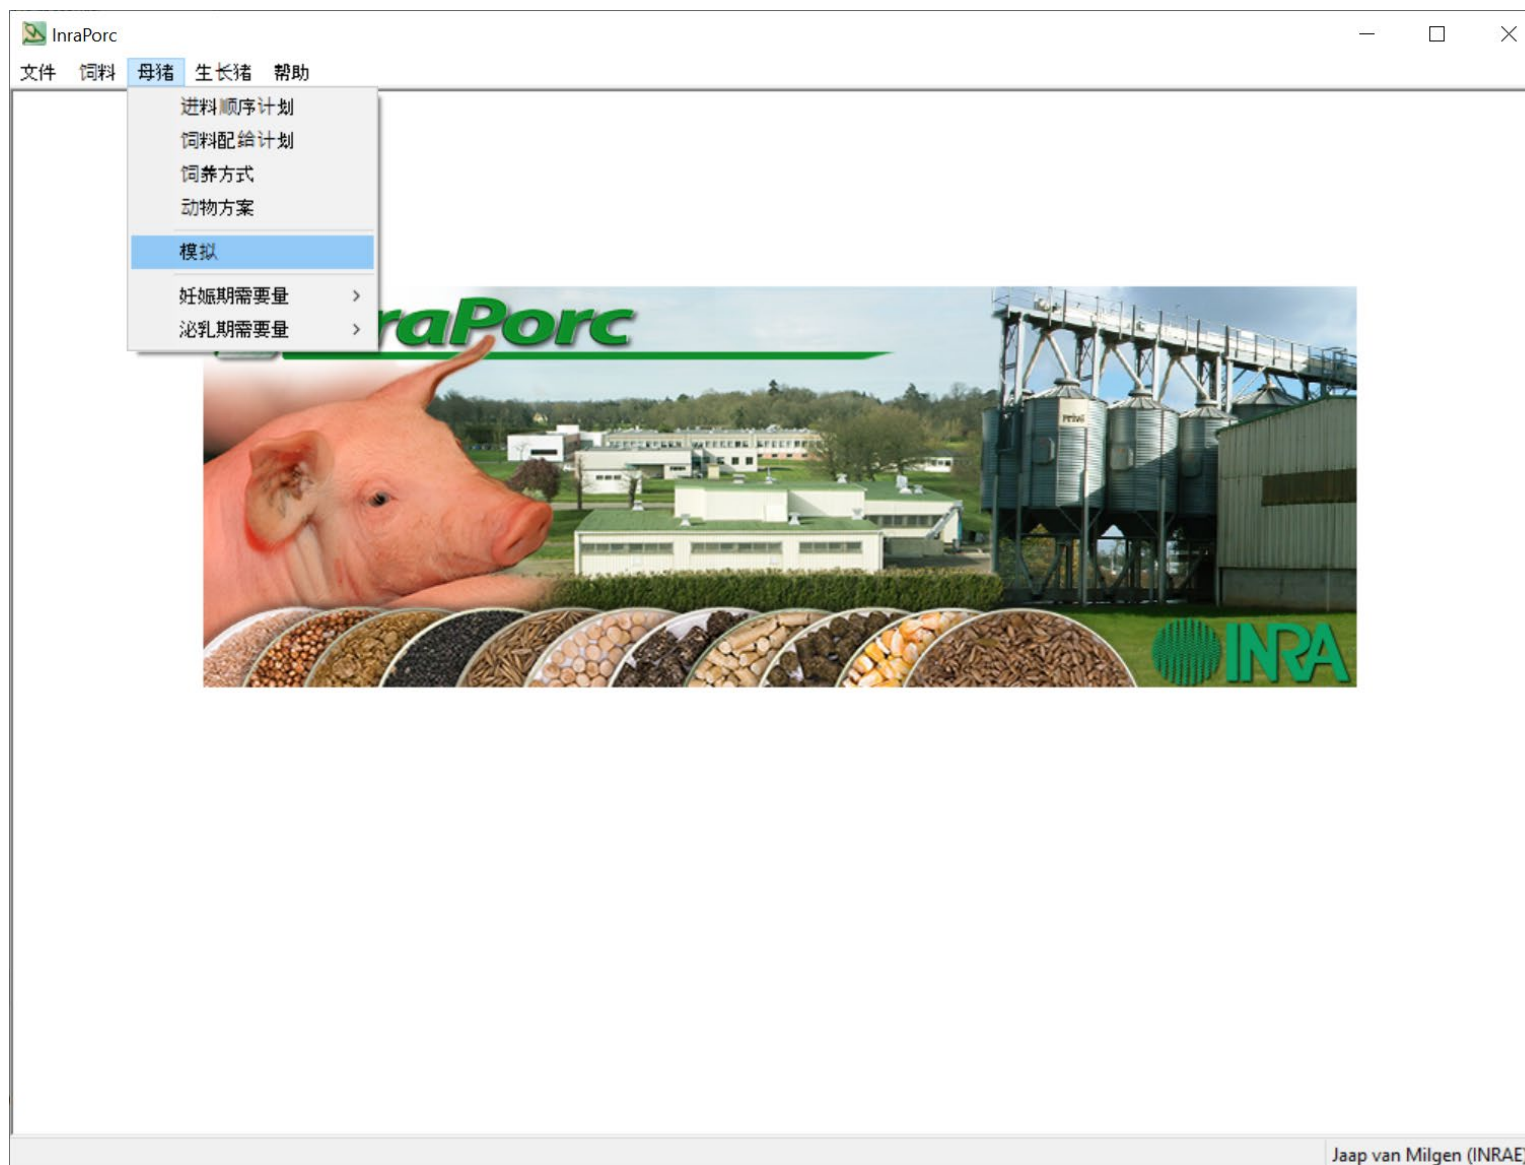 InraPorc
文件 饲料 母猪 生长猪 帮助
进料顺序计划
饲料配给计划
饲养方式
动物方案
模拟
妊娠期需要量
泌乳期需要量
raPorc
Privé
INRA
Jaap van Milgen (INRAE)